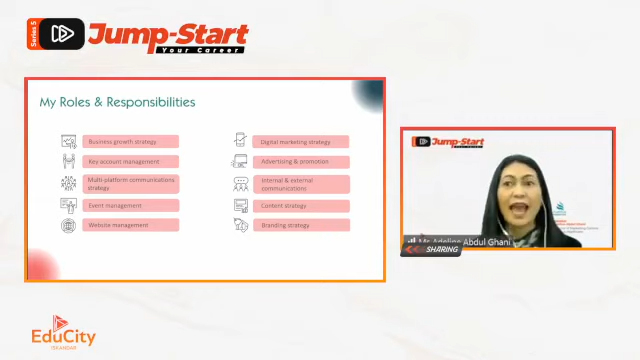 Series 5
Jump-Start
Your Career
My Roles & Responsibilities
Business growth strategy
Key account management
Multi-platform communications
strategy
Event management
Website management
Digital marketing strategy
Advertising & promotion
Internal & external
communications
Content strategy
Branding strategy
Jump-Start
Adeline Abdul Ghani
SHARING
EduCity
ISKANDAR